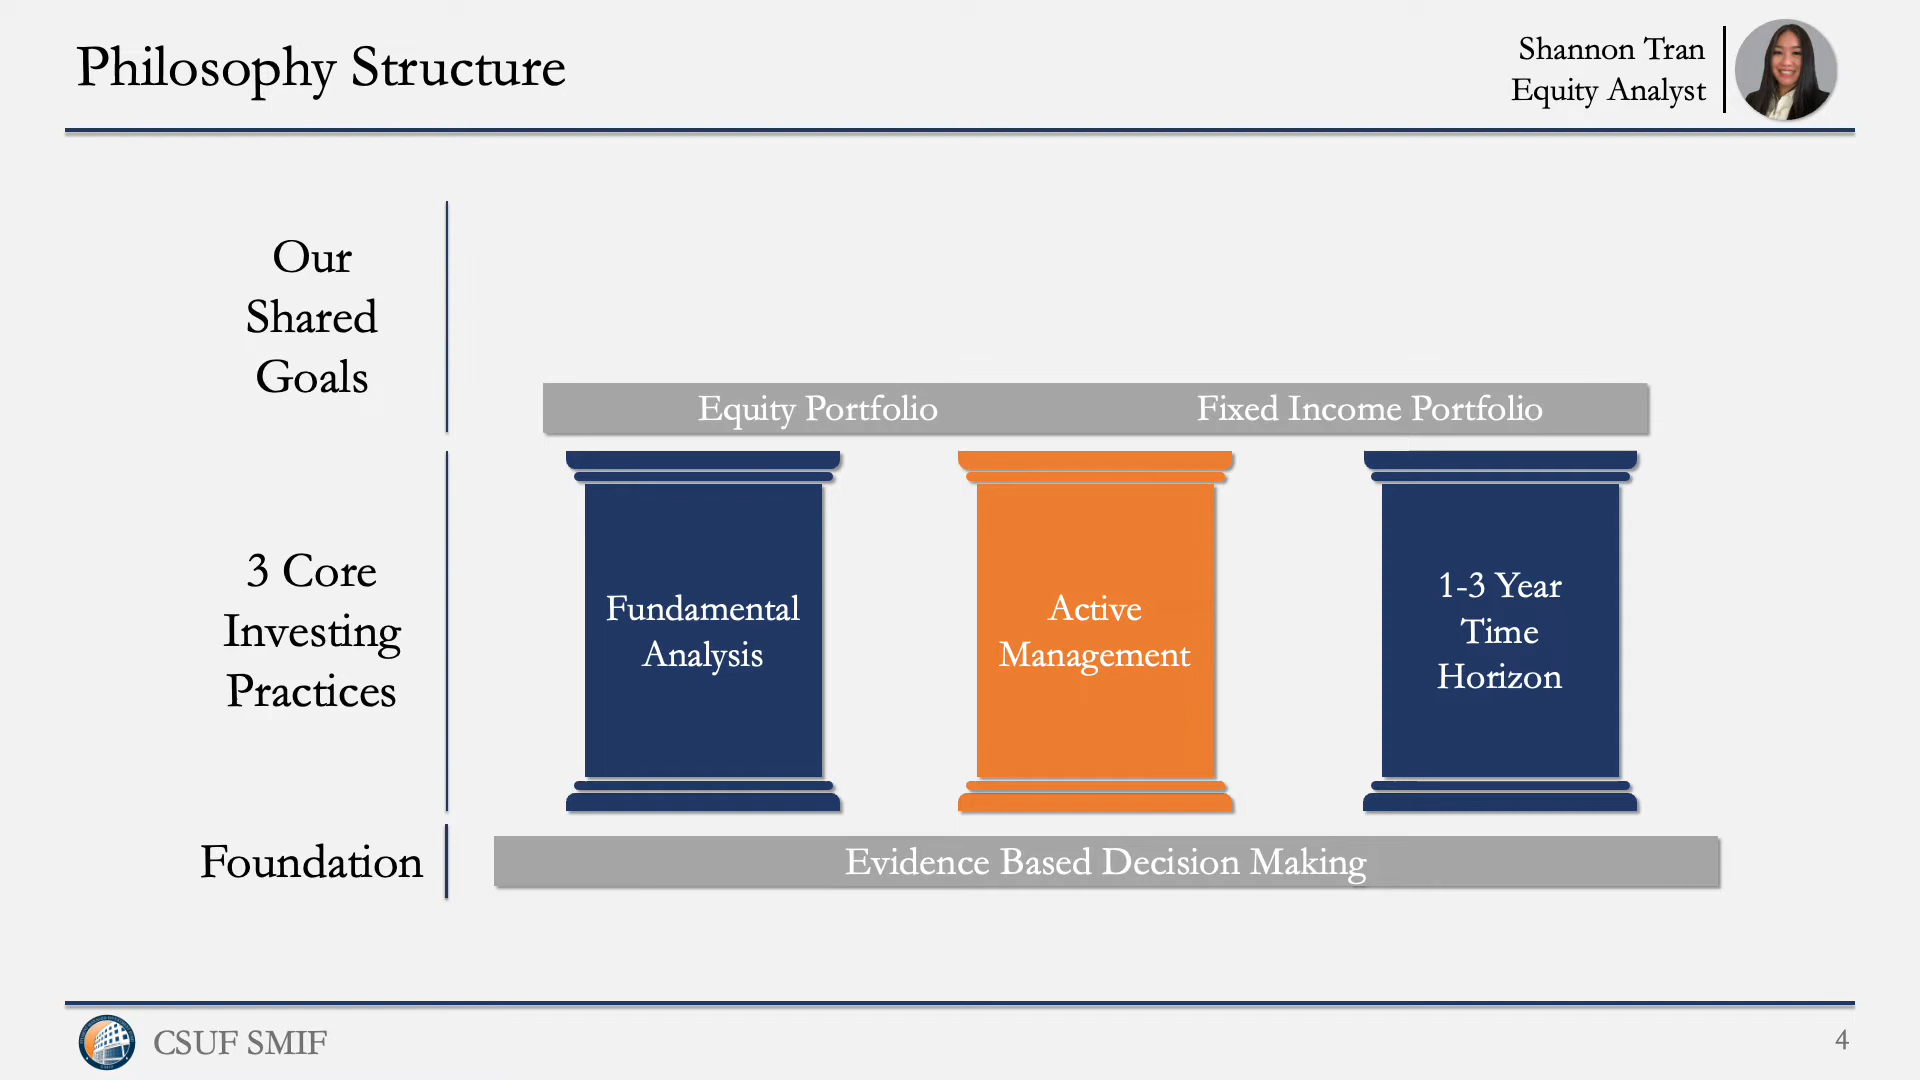 Philosophy Structure
Shannon Tran
Equity Analyst
Our
Shared
Goals
Equity Portfolio
Fixed Income Portfolio
3 Core
Investing
Practices
Fundamental
Analysis
Active
Management
1-3 Year
Time
Horizon
Foundation
Evidence Based Decision Making
CSUF SMIF
4